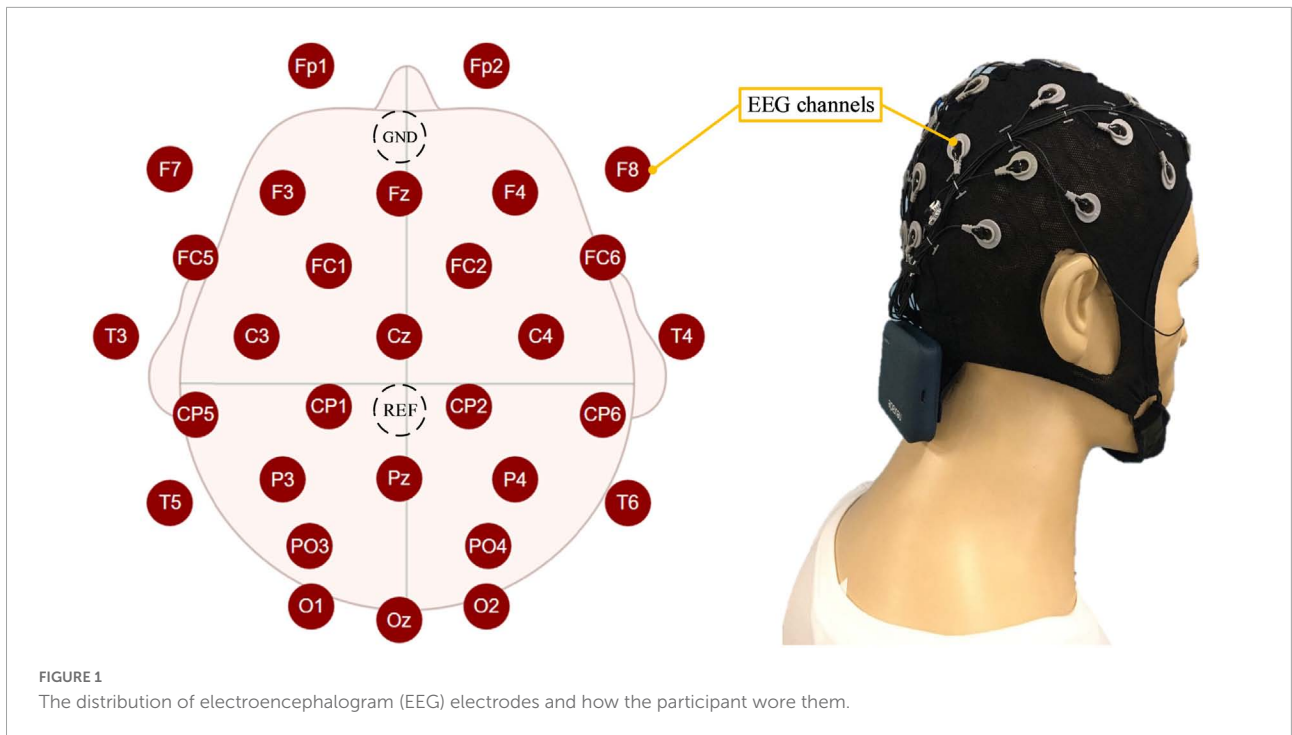 Fp1 Fp2
EEG channels
GND
F7 F8
F3 Fz F4
FC5 FC1 FC2 FC6
T3 C3 Cz C4 T4
CP5 CP1 REF CP2 CP6
P3 Pz P4
T5 T6
PO3 PO4
O1 Oz O2
FIGURE 1
The distribution of electroencephalogram (EEG) electrodes and how the participant wore them.